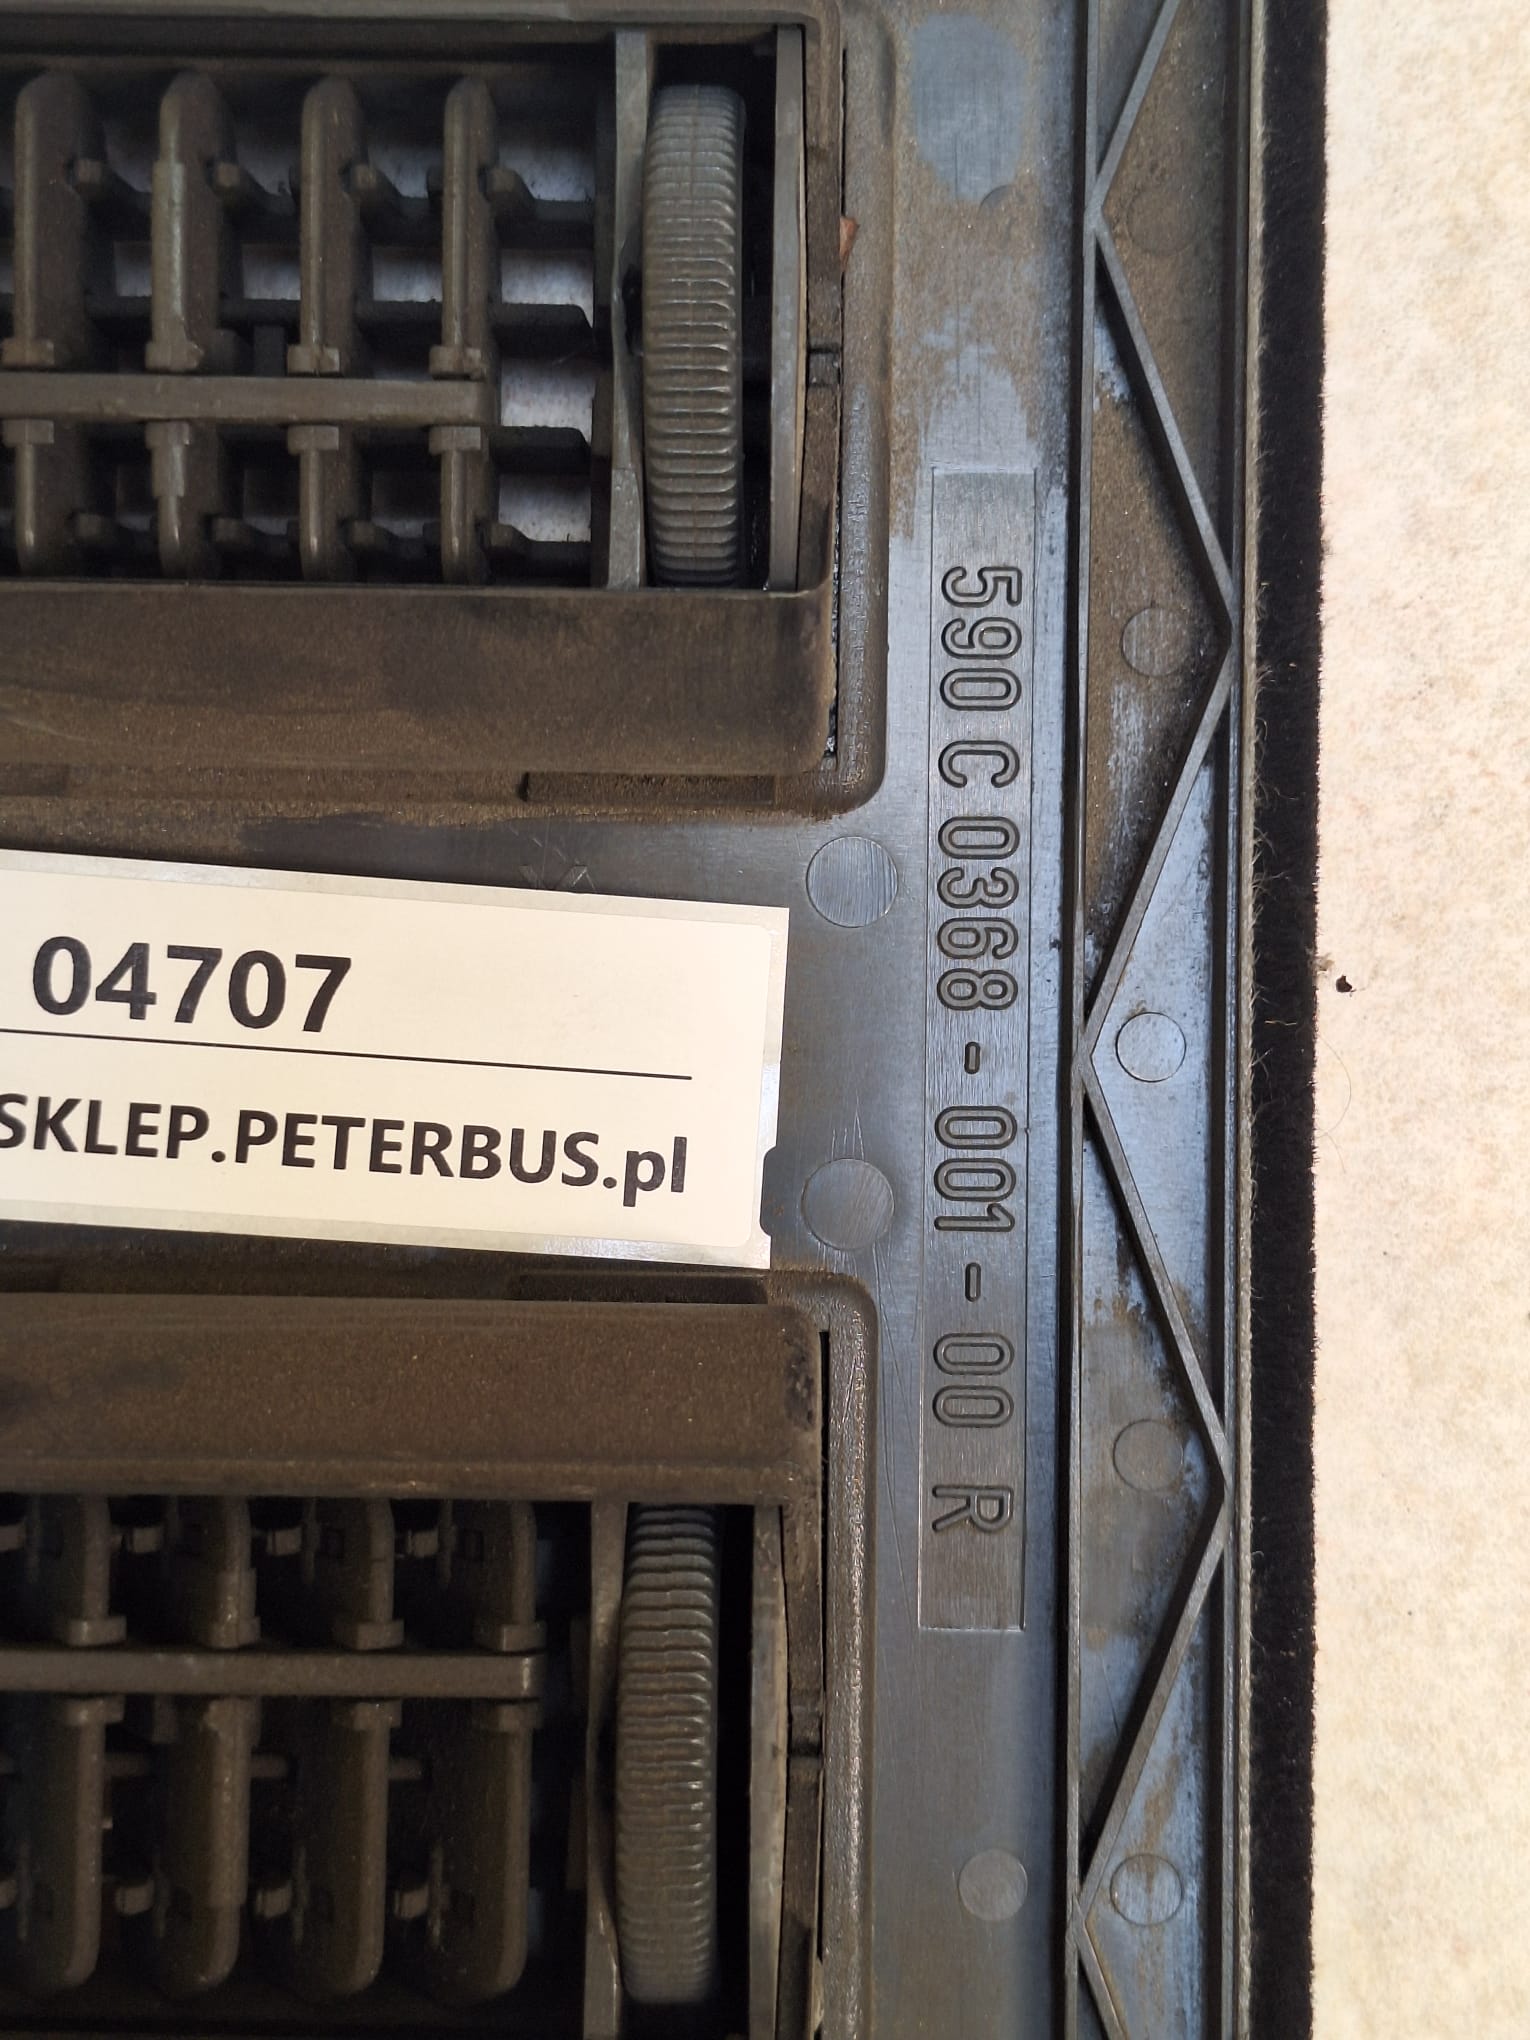 04707
SKLEP.PETERBUS.pl
590 C 0368 - 001 - 00 R